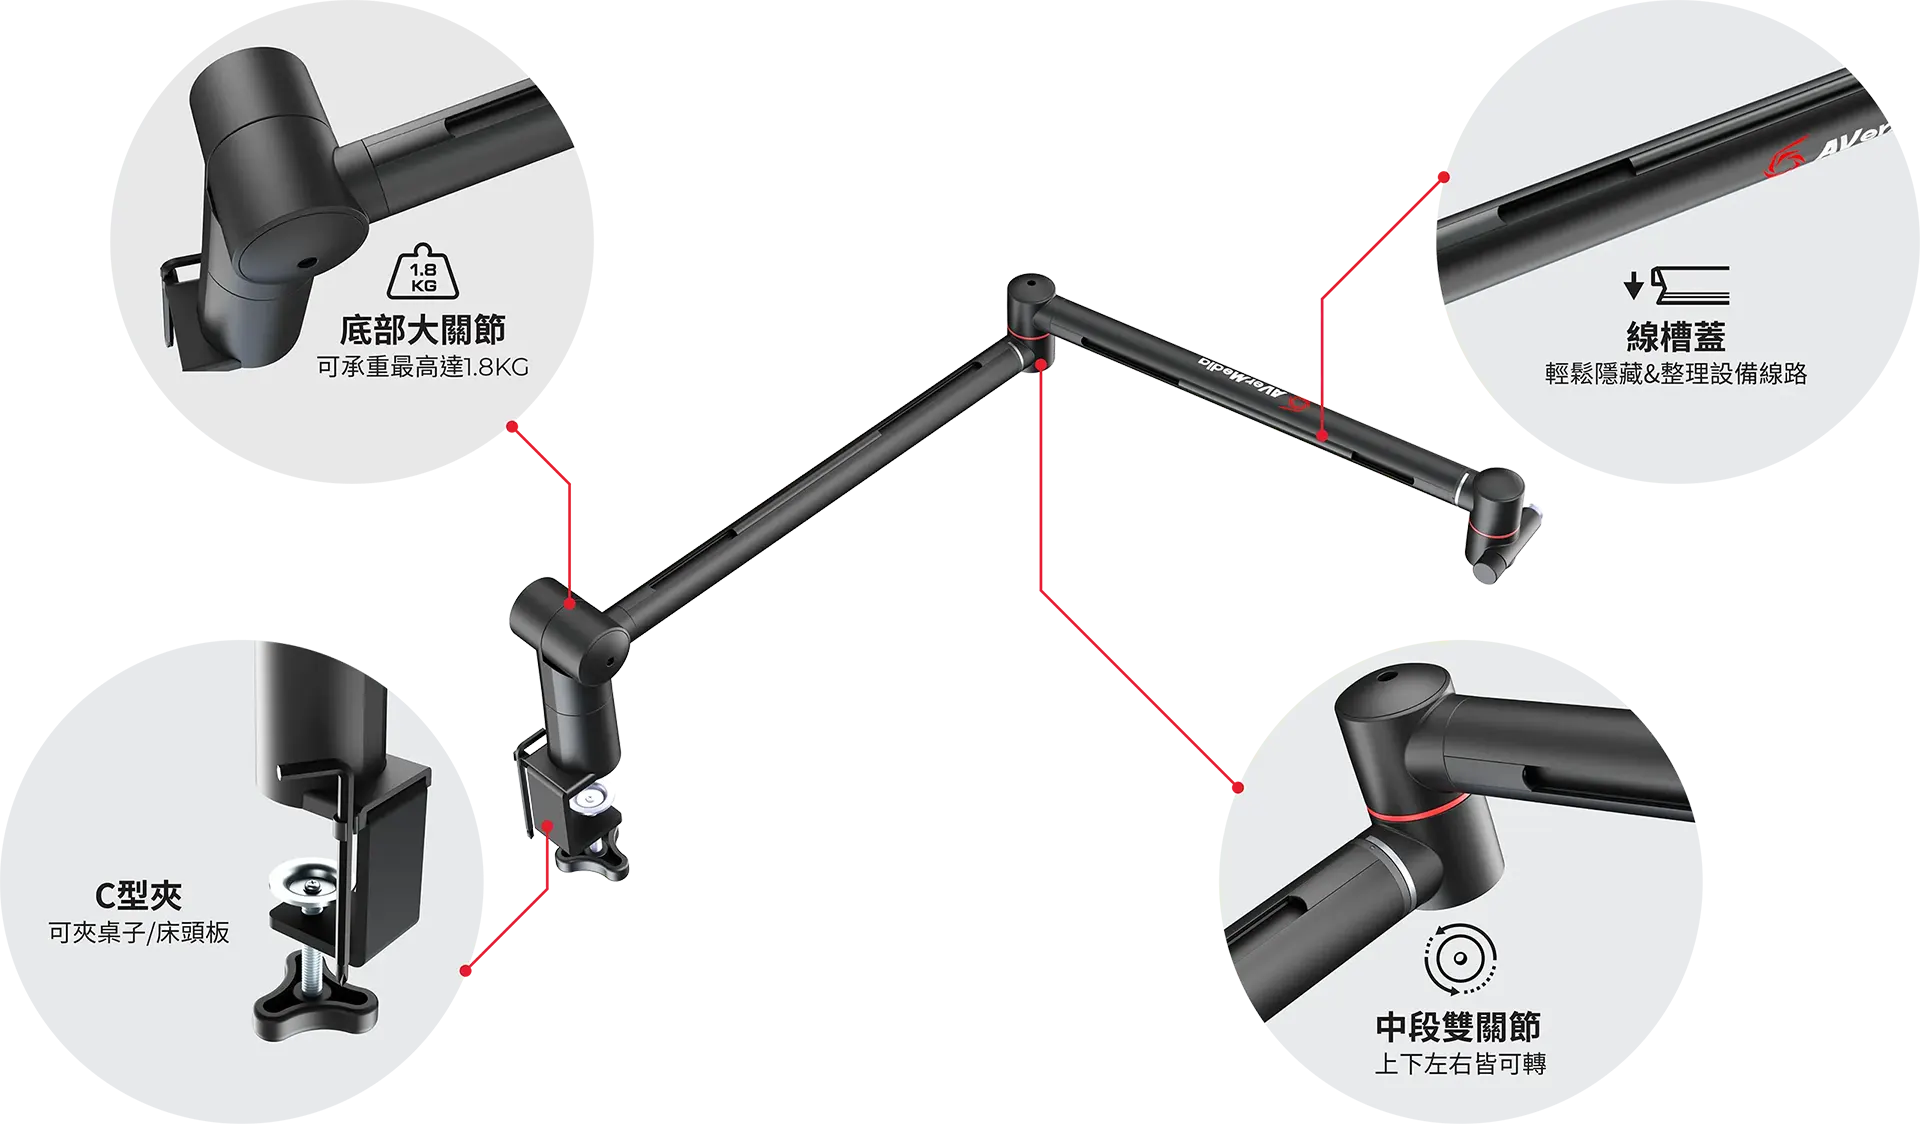 1.8
KG
底部大關節
可承重最高達1.8KG
AVer
線槽蓋
輕鬆隱藏&整理設備線路
AVerMedia
C型夾
可夾桌子/床頭板
中段雙關節
上下左右皆可轉